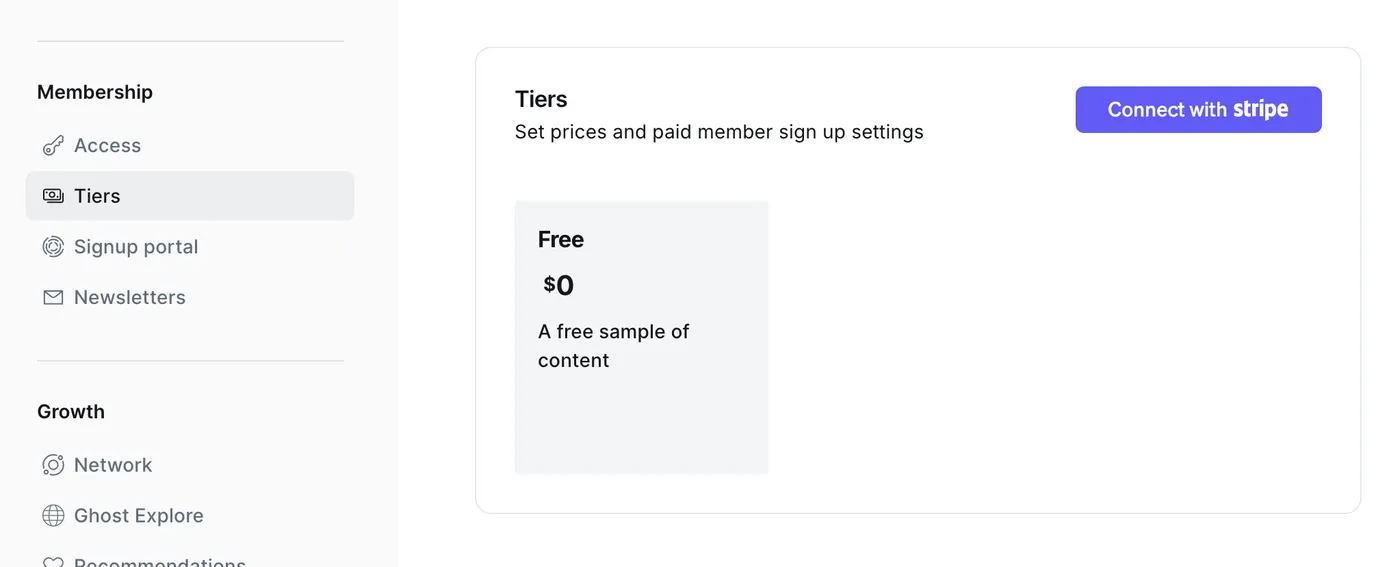 Membership
Access
Tiers
Signup portal
Newsletters
Growth
Network
Ghost Explore
Recommendations
Tiers
Set prices and paid member sign up settings
Connect with stripe
Free
$0
A free sample of
content